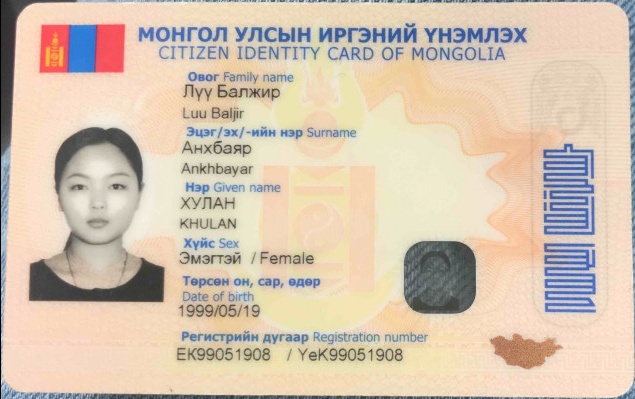 МОНГОЛ УЛСЫН ИРГЭНИЙ ҮНЭМЛЭХ
CITIZEN IDENTITY CARD OF MONGOLIA
Овог Family name
Лүү Балжир
Luu Baljir
Эцэг/эх/-ийн нэр Surname
Анхбаяр
Ankhbayar
Нэр Given name
ХУЛАН
KHULAN
Хүйс Sex
Эмэгтэй / Female
Төрсөн он, сар, өдөр
Date of birth
1999/05/19
Регистрийн дугаар Registration number
ЕК99051908 / YeK99051908